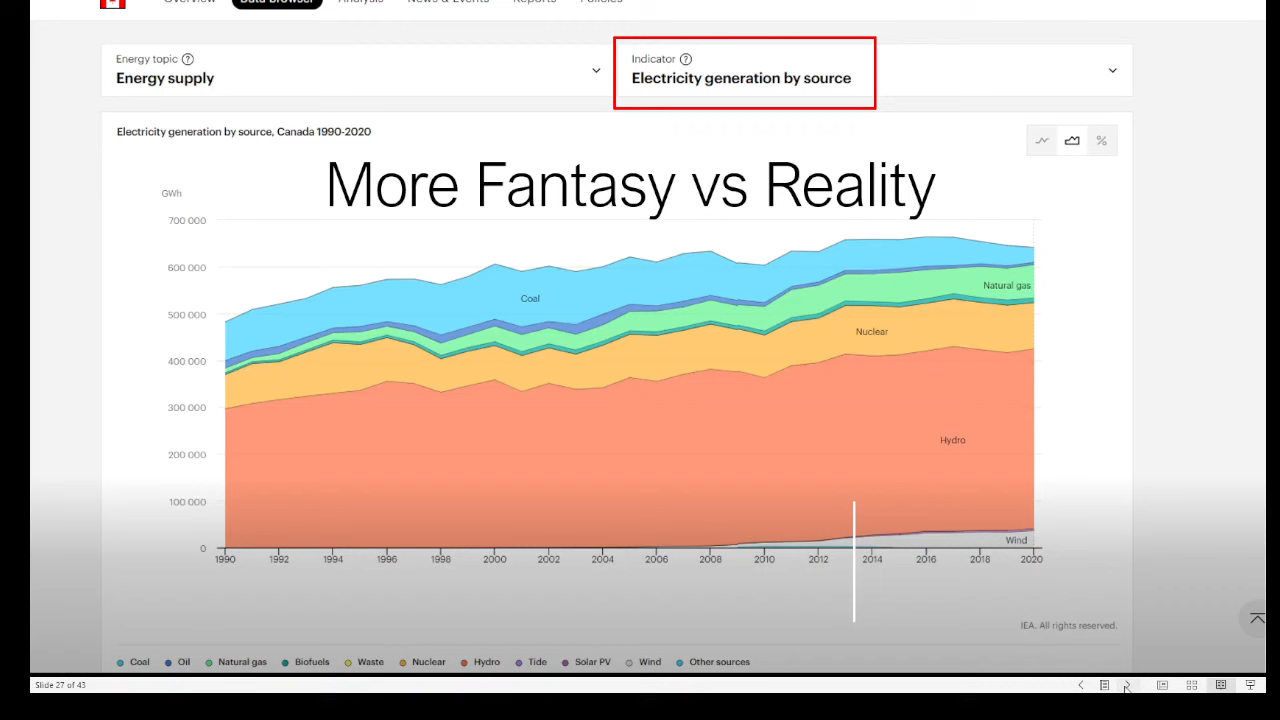 Overview Data browser Analysis News & Events Reports Policies
Energy topic ?
Energy supply
Indicator ?
Electricity generation by source
Electricity generation by source, Canada 1990-2020
%
More Fantasy vs Reality
GWh
700 000
600 000
500 000
400 000
300 000
200 000
100 000
0
Coal
Natural gas
Nuclear
Hydro
Wind
1990 1992 1994 1996 1998 2000 2002 2004 2006 2008 2010 2012 2014 2016 2018 2020
IEA. All rights reserved.
Coal Oil Natural gas Biofuels Waste Nuclear Hydro Tide Solar PV Wind Other sources
Slide 27 of 43